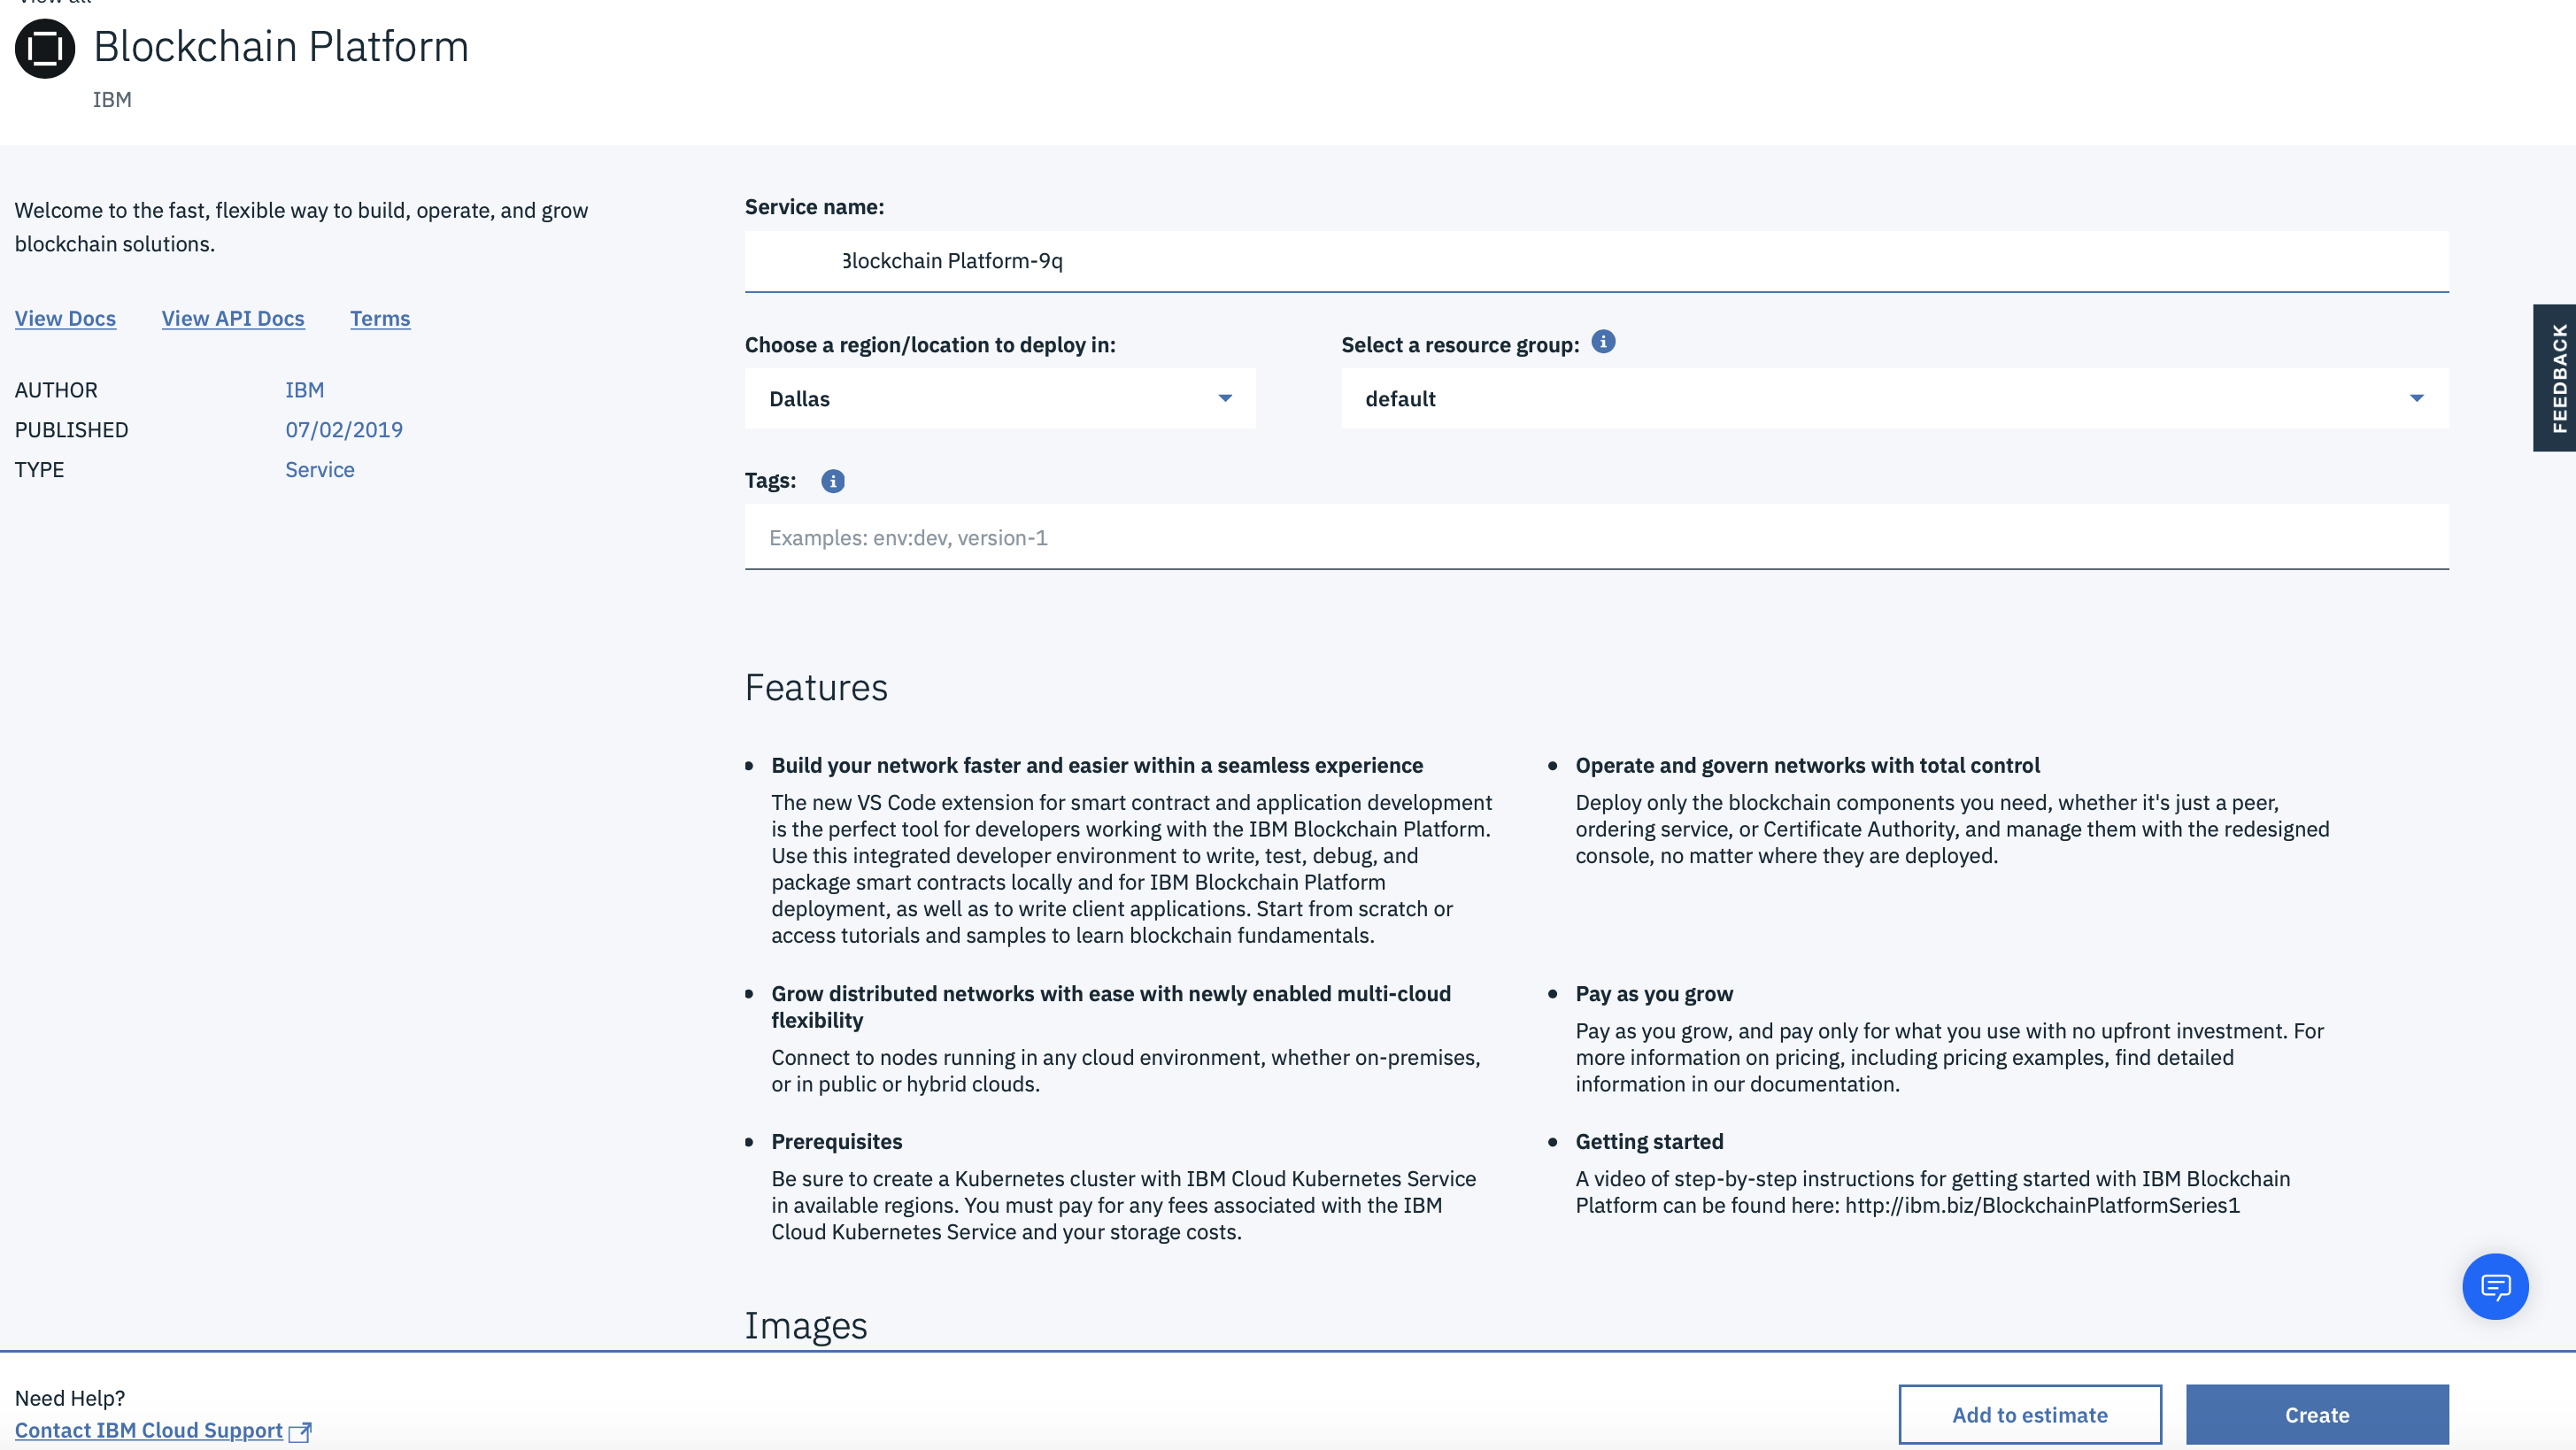 Blockchain Platform
IBM
Welcome to the fast, flexible way to build, operate, and grow
blockchain solutions.
View Docs View API Docs Terms
AUTHOR IBM
PUBLISHED 07/02/2019
TYPE Service
Service name:
Blockchain Platform-9q
Choose a region/location to deploy in:
Dallas
Select a resource group:
default
Tags:
Examples: env:dev, version-1
Features
Build your network faster and easier within a seamless experience
The new VS Code extension for smart contract and application development
is the perfect tool for developers working with the IBM Blockchain Platform.
Use this integrated developer environment to write, test, debug, and
package smart contracts locally and for IBM Blockchain Platform
deployment, as well as to write client applications. Start from scratch or
access tutorials and samples to learn blockchain fundamentals.
Operate and govern networks with total control
Deploy only the blockchain components you need, whether it's just a peer,
ordering service, or Certificate Authority, and manage them with the redesigned
console, no matter where they are deployed.
Grow distributed networks with ease with newly enabled multi-cloud
flexibility
Connect to nodes running in any cloud environment, whether on-premises,
or in public or hybrid clouds.
Pay as you grow
Pay as you grow, and pay only for what you use with no upfront investment. For
more information on pricing, including pricing examples, find detailed
information in our documentation.
Prerequisites
Be sure to create a Kubernetes cluster with IBM Cloud Kubernetes Service
in available regions. You must pay for any fees associated with the IBM
Cloud Kubernetes Service and your storage costs.
Getting started
A video of step-by-step instructions for getting started with IBM Blockchain
Platform can be found here: http://ibm.biz/BlockchainPlatformSeries1
Images
FEEDBACK
Need Help?
Contact IBM Cloud Support
Add to estimate
Create